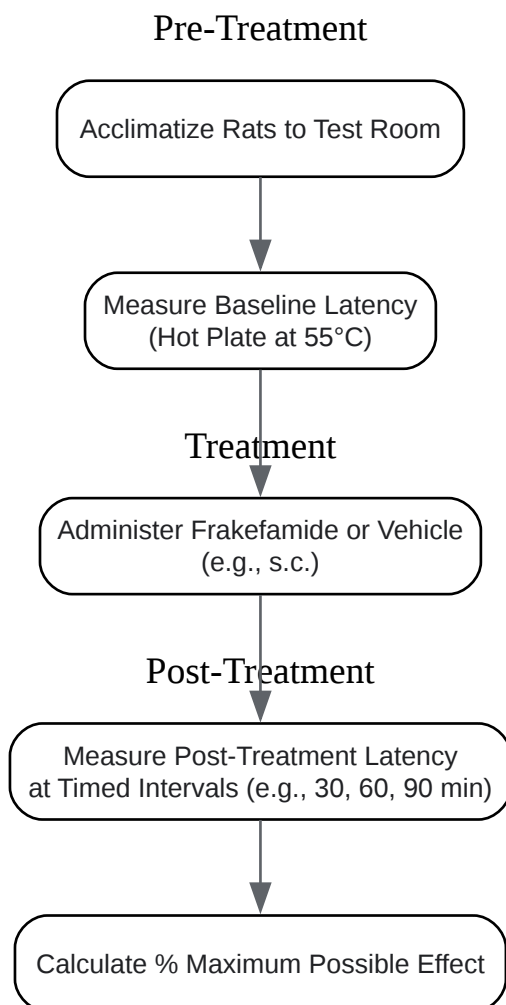 Pre-Treatment
Acclimatize Rats to Test Room
Measure Baseline Latency
(Hot Plate at 55°C)
Treatment
Administer Frakefamide or Vehicle
(e.g., s.c.)
Post-Treatment
Measure Post-Treatment Latency
at Timed Intervals (e.g., 30, 60, 90 min)
Calculate % Maximum Possible Effect